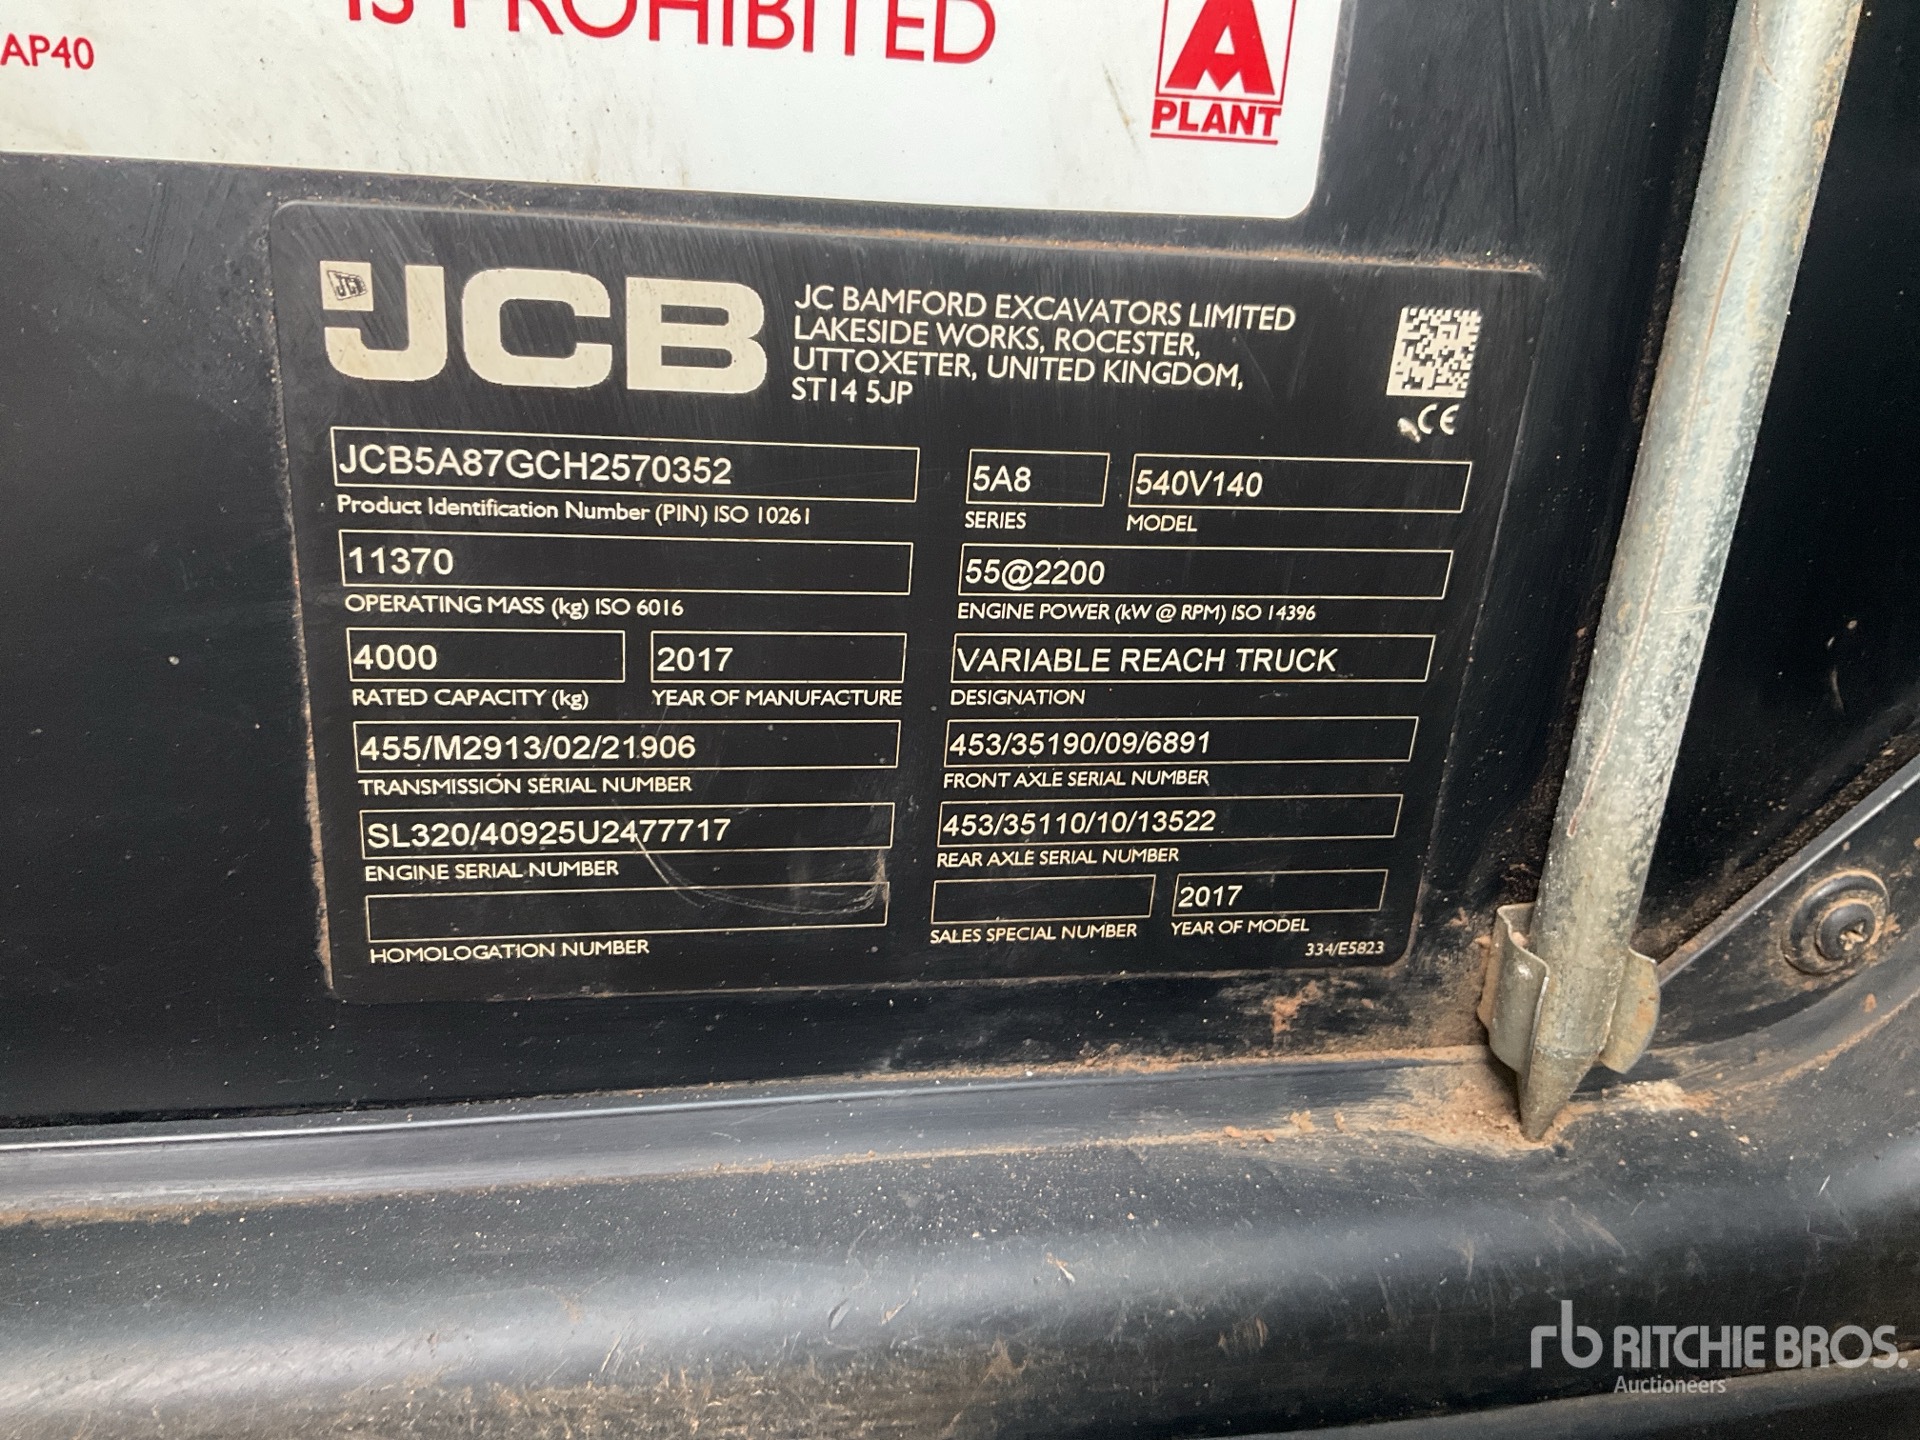 IS PROHIBITED
AP40
A
PLANT
JCB
JCB
JC BAMFORD EXCAVATORS LIMITED
LAKESIDE WORKS, ROCESTER,
UTTOXETER, UNITED KINGDOM,
ST14 5JP
CE
JCB5A87GCH2570352
Product Identification Number (PIN) ISO 10261
5A8
SERIES
540V140
MODEL
11370
OPERATING MASS (kg) ISO 6016
55@2200
ENGINE POWER (kW @ RPM) ISO 14396
4000
RATED CAPACITY (kg)
2017
YEAR OF MANUFACTURE
VARIABLE REACH TRUCK
DESIGNATION
455/M2913/02/21906
TRANSMISSION SERIAL NUMBER
453/35190/09/6891
FRONT AXLE SERIAL NUMBER
SL320/40925U2477717
ENGINE SERIAL NUMBER
453/35110/10/13522
REAR AXLE SERIAL NUMBER
HOMOLOGATION NUMBER
SALES SPECIAL NUMBER
2017
YEAR OF MODEL
334/E5823
rb RITCHIE BROS.
Auctioneers